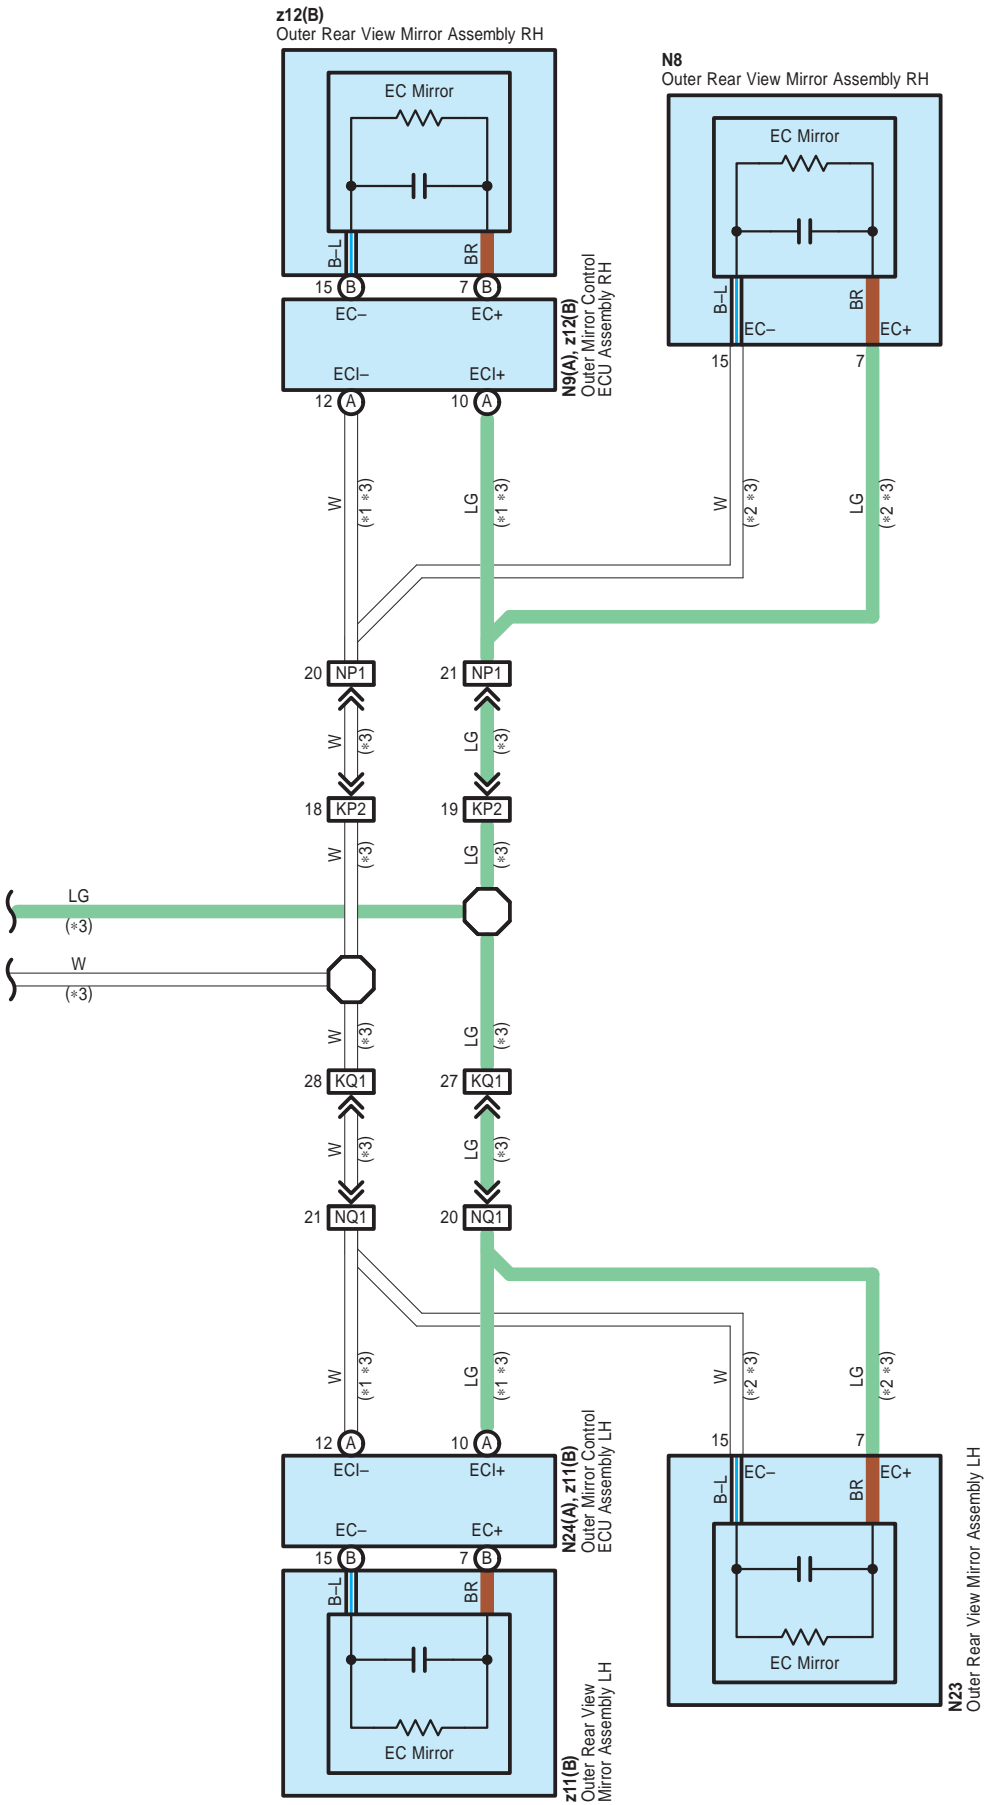 z12(B)
Outer Rear View Mirror Assembly RH
EC Mirror
B–L
BR
15 B
7 B
EC–
EC+
ECI–
ECI+
12 A
10 A
N9(A), z12(B)
Outer Mirror Control
ECU Assembly RH
N8
Outer Rear View Mirror Assembly RH
EC Mirror
B–L
BR
EC–
EC+
15
7
W
(*1 *3)
LG
(*1 *3)
W
(*2 *3)
LG
(*2 *3)
20 NP1
21 NP1
W
(*3)
LG
(*3)
18 KP2
19 KP2
W
(*3)
LG
(*3)
LG
(*3)
W
(*3)
W
(*3)
LG
(*3)
28 KQ1
27 KQ1
W
(*3)
LG
(*3)
21 NQ1
20 NQ1
W
(*1 *3)
LG
(*1 *3)
W
(*2 *3)
LG
(*2 *3)
12 A
10 A
ECI–
ECI+
EC–
EC+
15 B
7 B
N24(A), z11(B)
Outer Mirror Control
ECU Assembly LH
B–L
BR
EC Mirror
z11(B)
Outer Rear View
Mirror Assembly LH
15
7
EC–
EC+
B–L
BR
EC Mirror
N23
Outer Rear View Mirror Assembly LH